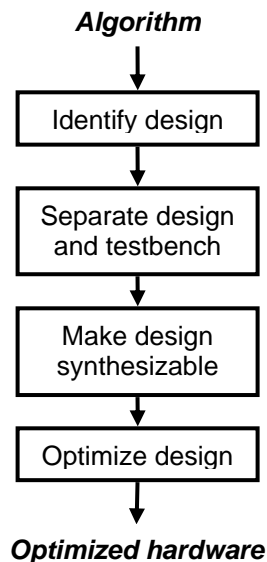 Algorithm
Identify design
Separate design
and testbench
Make design
synthesizable
Optimize design
Optimized hardware